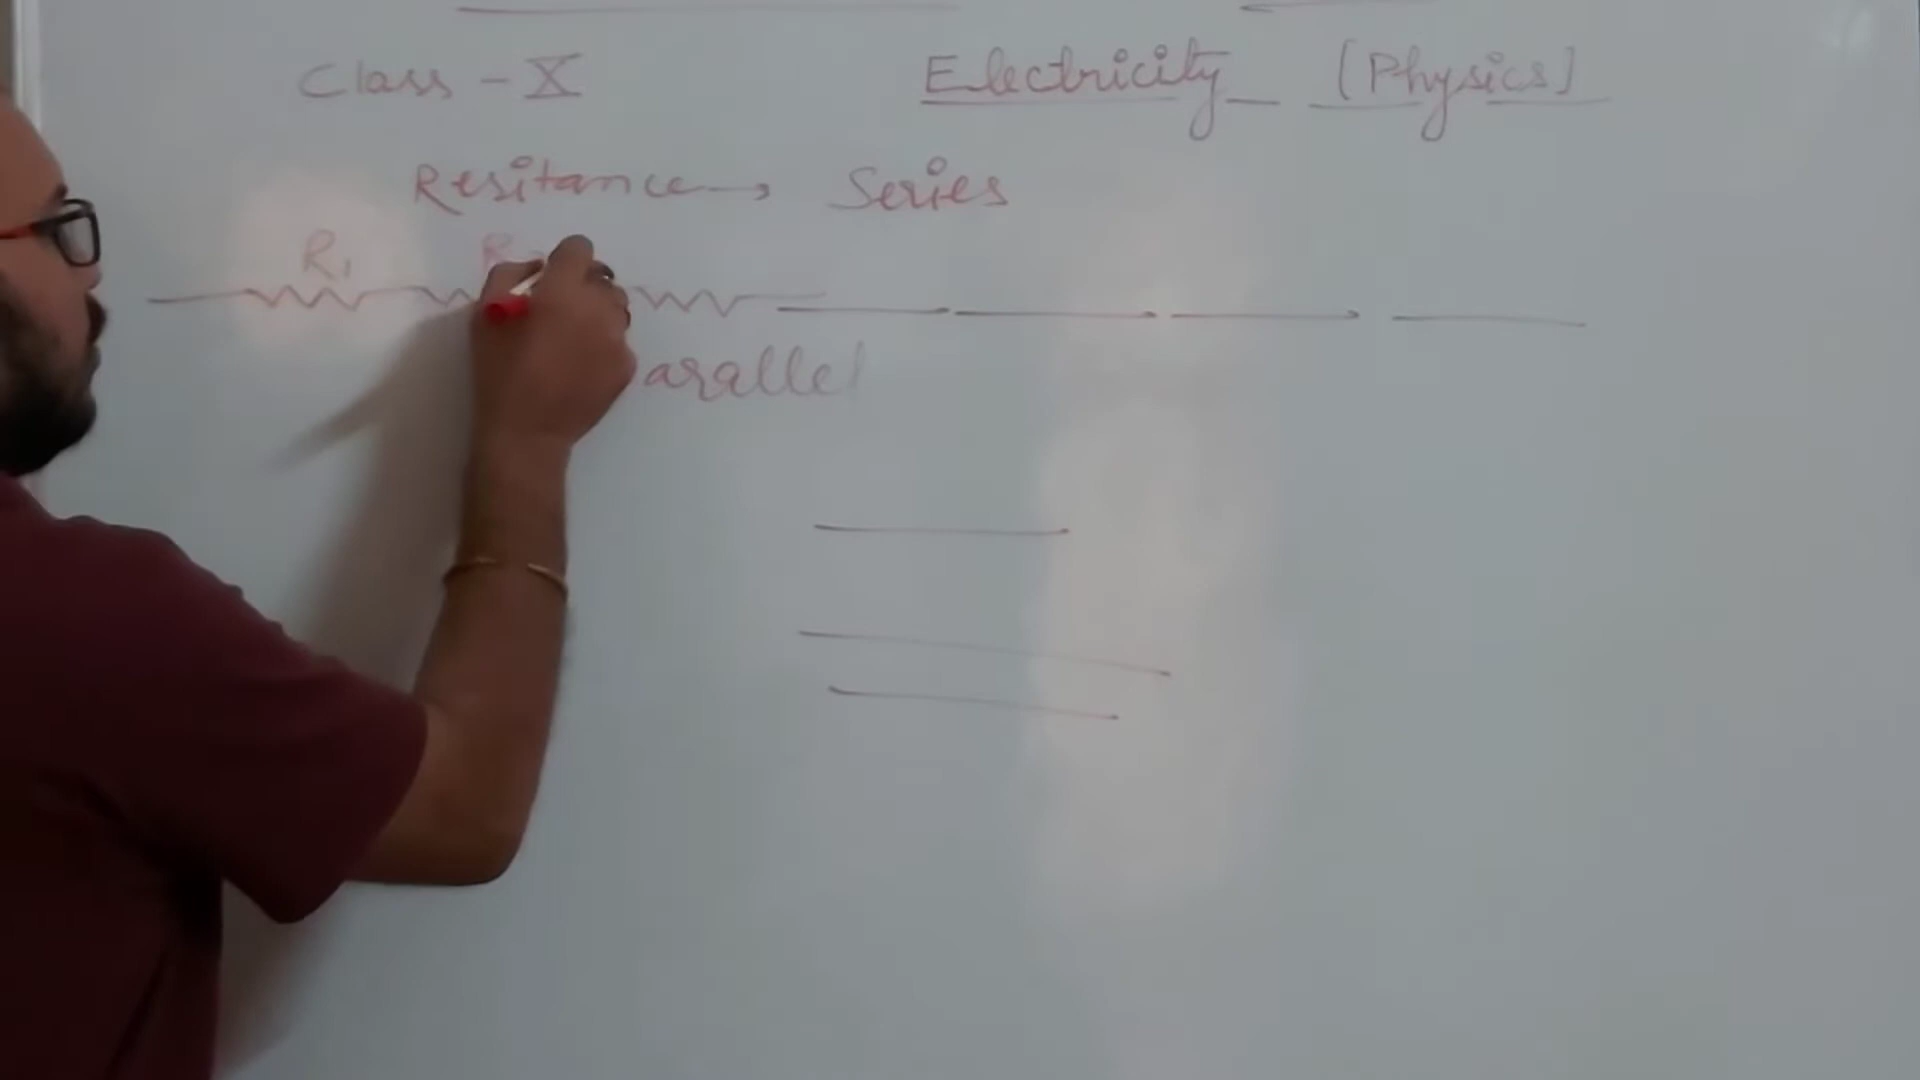 Class - X Electricity [Physics]
Resitance → Series
R1
arallel